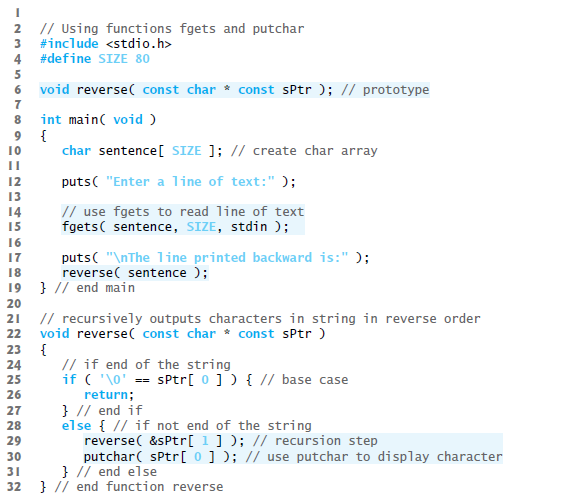 1
2 // Using functions fgets and putchar
3 #include <stdio.h>
4 #define SIZE 80
5
6 void reverse( const char * const sPtr ); // prototype
7
8 int main( void )
9 {
10 char sentence[ SIZE ]; // create char array
11
12 puts( "Enter a line of text:" );
13
14 // use fgets to read line of text
15 fgets( sentence, SIZE, stdin );
16
17 puts( "\nThe line printed backward is:" );
18 reverse( sentence );
19 } // end main
20
21 // recursively outputs characters in string in reverse order
22 void reverse( const char * const sPtr )
23 {
24 // if end of the string
25 if ( '\0' == sPtr[ 0 ] ) { // base case
26 return;
27 } // end if
28 else { // if not end of the string
29 reverse( &sPtr[ 1 ] ); // recursion step
30 putchar( sPtr[ 0 ] ); // use putchar to display character
31 } // end else
32 } // end function reverse